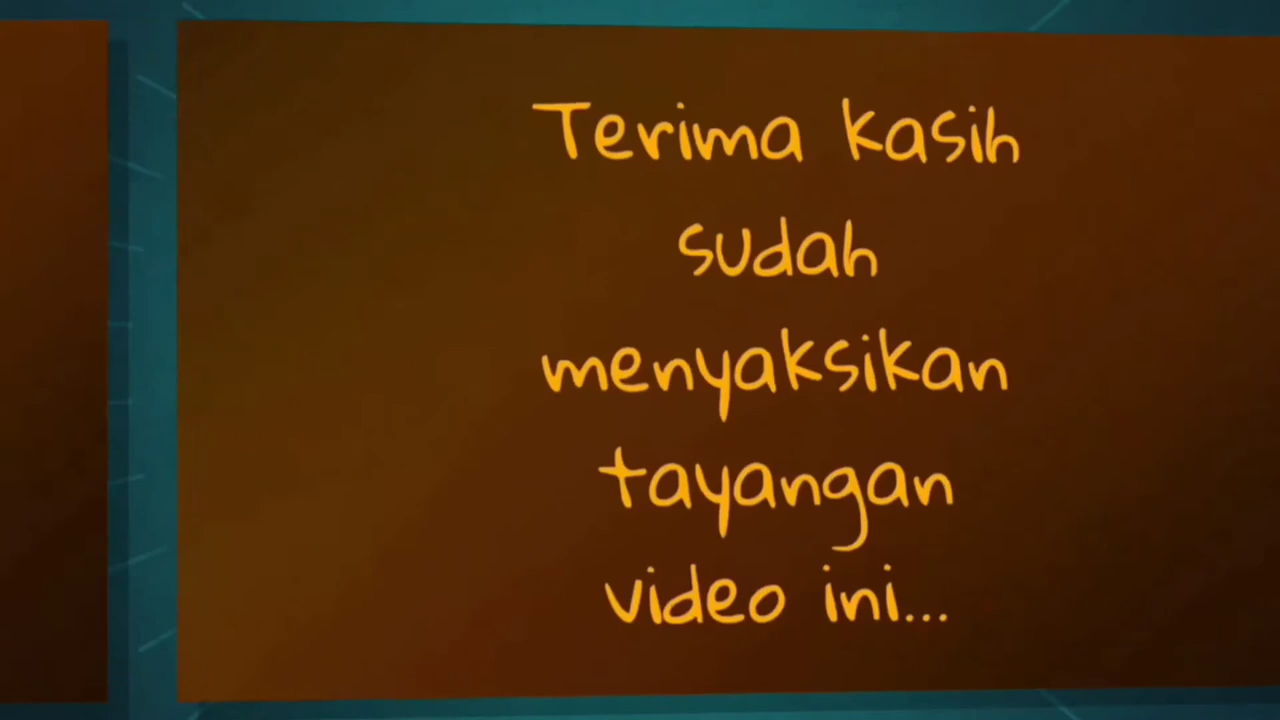 Terima kasih
sudah
menyaksikan
tayangan
video ini...